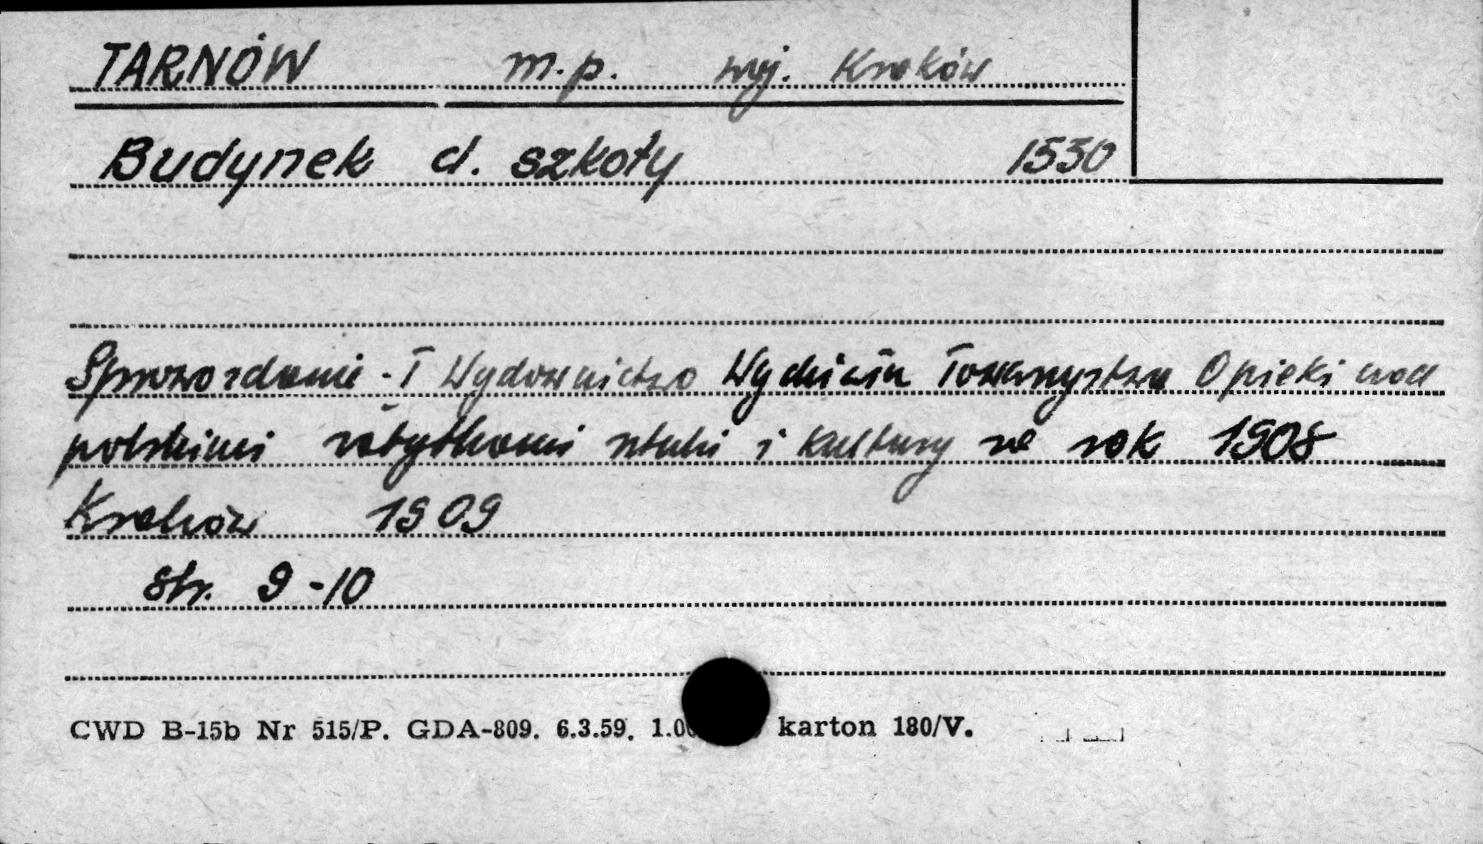 TARNÓW m.p. woj. Kraków
Budynek d. szkoły 1530
Sprawozdanie - I Wydawnictwo Wydziału Towarzystwa Opieki nad
polskimi zabytkami sztuki i kultury za rok 1908
Kraków 1909
str. 9-10
CWD B-15b Nr 515/P. GDA-809. 6.3.59. karton 180/V.